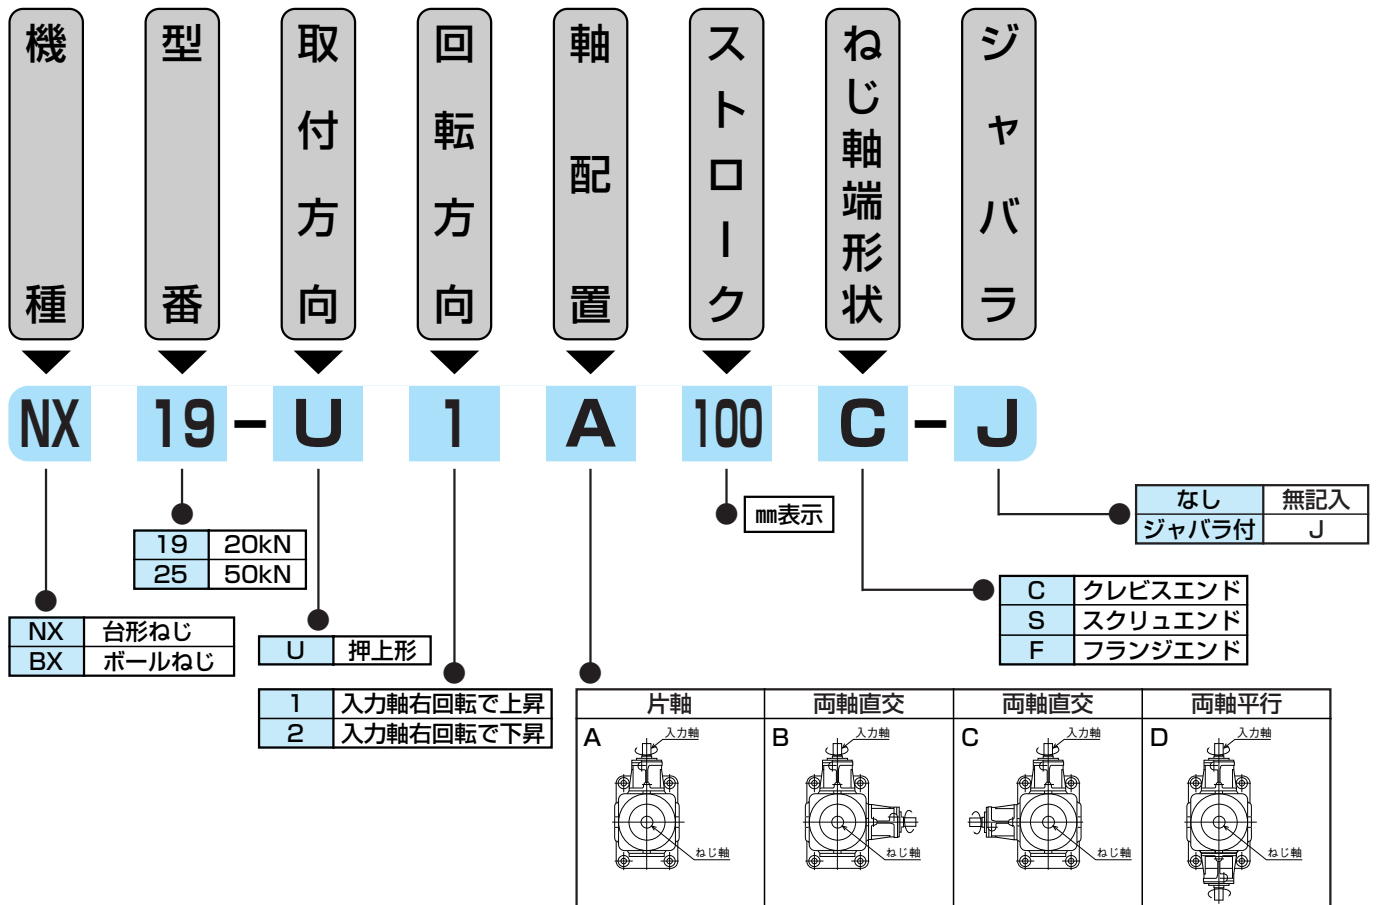 機種
型番
取付方向
回転方向
軸配置
ストローク
ねじ軸端形状
ジャバラ
NX 19-U 1 A 100 C-J
19 20kN
25 50kN
㎜表示
なし 無記入
ジャバラ付 J
C クレビスエンド
S スクリュエンド
F フランジエンド
NX 台形ねじ
BX ボールねじ
U 押上形
1 入力軸右回転で上昇
2 入力軸右回転で下昇
片軸 両軸直交 両軸直交 両軸平行
A 入力軸 B 入力軸 C 入力軸 D 入力軸
ねじ軸 ねじ軸 ねじ軸 ねじ軸